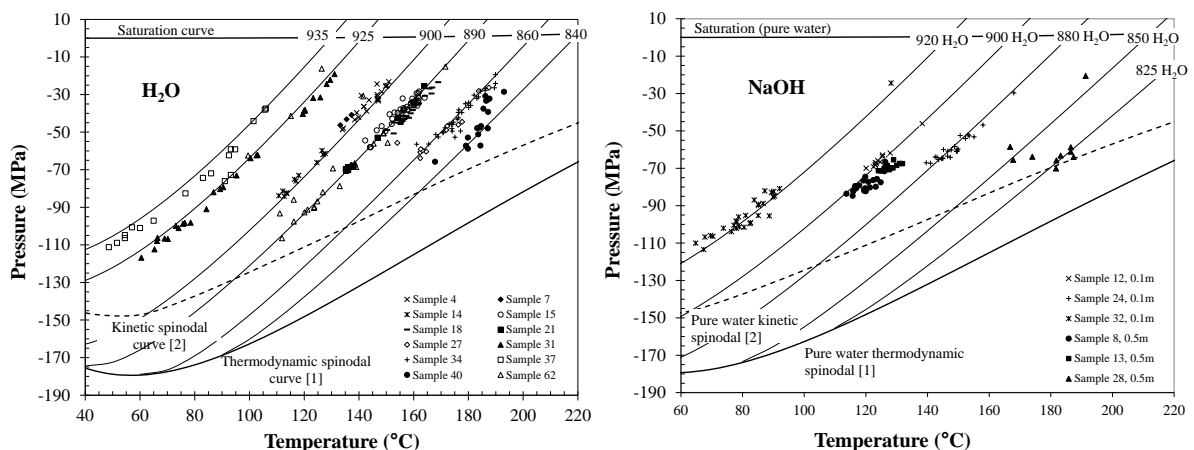 10
-10
-30
-50
-70
-90
-110
-130
-150
-170
-190
Pressure (MPa)
Saturation curve
935
925
900
890
860
840
H2O
Kinetic spinodal
curve [2]
Thermodynamic spinodal
curve [1]
Sample 4
Sample 7
Sample 14
Sample 15
Sample 18
Sample 21
Sample 27
Sample 31
Sample 34
Sample 37
Sample 40
Sample 62
40
60
80
100
120
140
160
180
200
220
Temperature (°C)
10
-10
-30
-50
-70
-90
-110
-130
-150
-170
-190
Pressure (MPa)
Saturation (pure water)
920 H2O
900 H2O
880 H2O
850 H2O
825 H2O
NaOH
Pure water kinetic
spinodal [2]
Pure water thermodynamic
spinodal [1]
Sample 12, 0.1m
Sample 24, 0.1m
Sample 32, 0.1m
Sample 8, 0.5m
Sample 13, 0.5m
Sample 28, 0.5m
60
80
100
120
140
160
180
200
220
Temperature (°C)